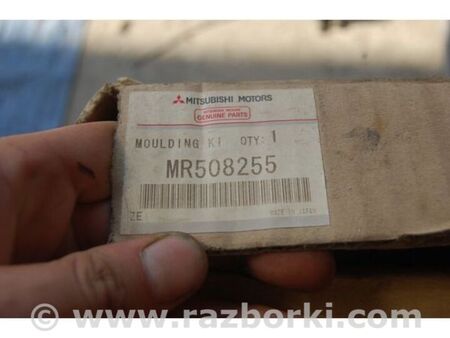 MITSUBISHI MOTORS
GENUINE PARTS
MOULDING KI QTY: 1
MR508255
ZE MADE IN JAPAN
© www.razborki.com